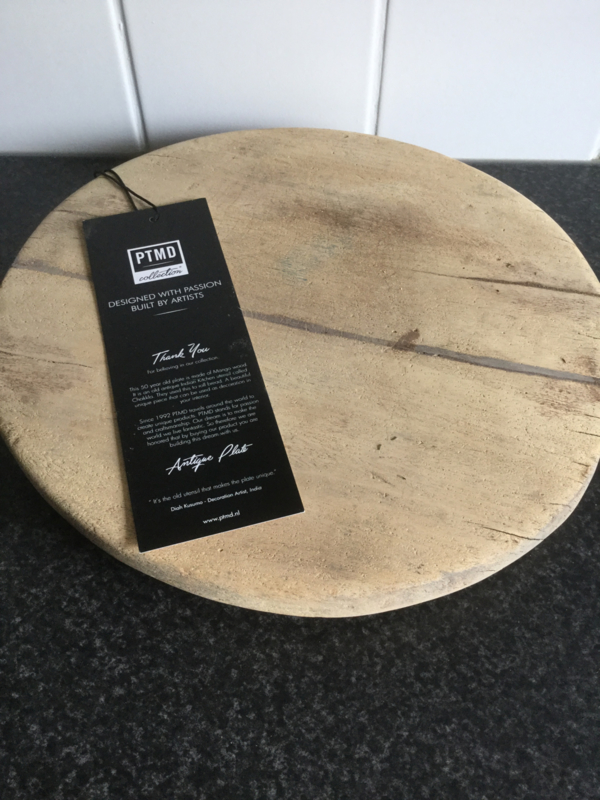 PTMD
collection
DESIGNED WITH PASSION
BUILT BY ARTISTS
Thank You
For believing in our collection.
This 50 year old plate is made of Mango wood
It is an old antique Indian Kitchen utensil called
Chakla. They used this to roll bread. A beautiful
unique piece that can be used as decoration in
your interior.
Since 1992 PTMD travels around the world to
create unique products. PTMD stands for passion
and craftsmanship. Our dream is to make the
world we live fantastic. So therefore we are
honored that by buying our product you are
building this dream with us.
Antique Plate
"It's the old utensil that makes the plate unique."
Diah Kusuma - Decoration Artist, India
www.ptmd.nl